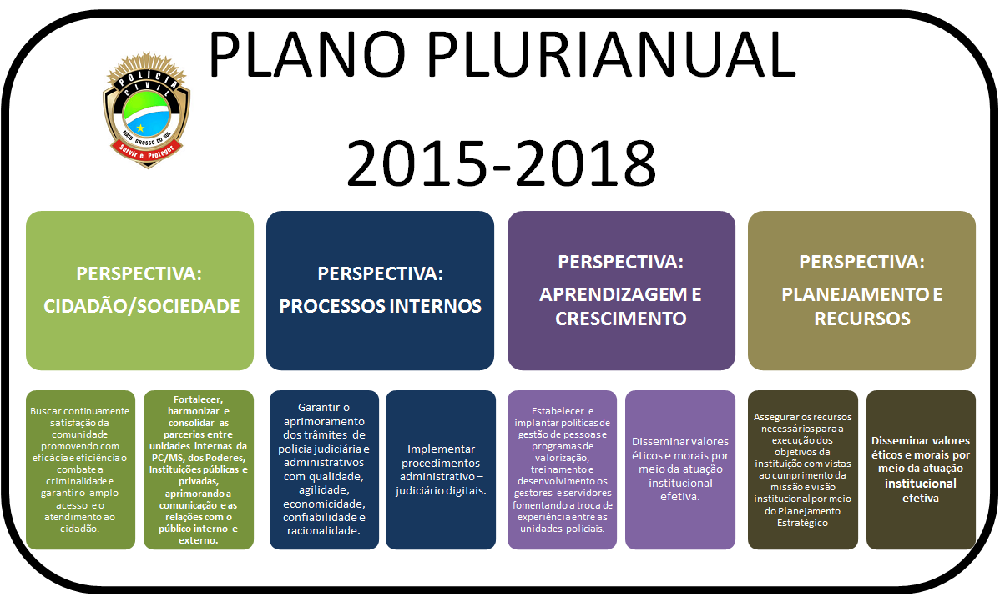 PLANO PLURIANUAL
2015-2018
POLÍCIA
CIVIL
MATO GROSSO DO SUL
Servir e Proteger
PERSPECTIVA:
CIDADÃO/SOCIEDADE
PERSPECTIVA:
PROCESSOS INTERNOS
PERSPECTIVA:
APRENDIZAGEM E
CRESCIMENTO
PERSPECTIVA:
PLANEJAMENTO E
RECURSOS
Buscar continuamente
satisfação da
comunidade
promovendo com
eficácia e eficiência o
combate a
criminalidade e
garantir o amplo
acesso e o
atendimento ao
cidadão.
Fortalecer,
harmonizar e
consolidar as
parcerias entre
unidades internas da
PC/MS, dos Poderes,
Instituições públicas e
privadas,
aprimorando a
comunicação e as
relações com o
público interno e
externo.
Garantir o
aprimoramento
dos trâmites de
policia judiciária e
administrativos
com qualidade,
agilidade,
economicidade,
confiabilidade e
racionalidade.
Implementar
procedimentos
administrativo –
judiciário digitais.
Estabelecer e
implantar políticas de
gestão de pessoas e
programas de
valorização,
treinamento e
desenvolvimento os
gestores e servidores
fomentando a troca de
experiência entre as
unidades policiais.
Disseminar valores
éticos e morais por
meio da atuação
institucional
efetiva.
Assegurar os recursos
necessários para a
execução dos
objetivos da
instituição com vistas
ao cumprimento da
missão e visão
institucional por meio
do Planejamento
Estratégico
Disseminar valores
éticos e morais por
meio da atuação
institucional
efetiva